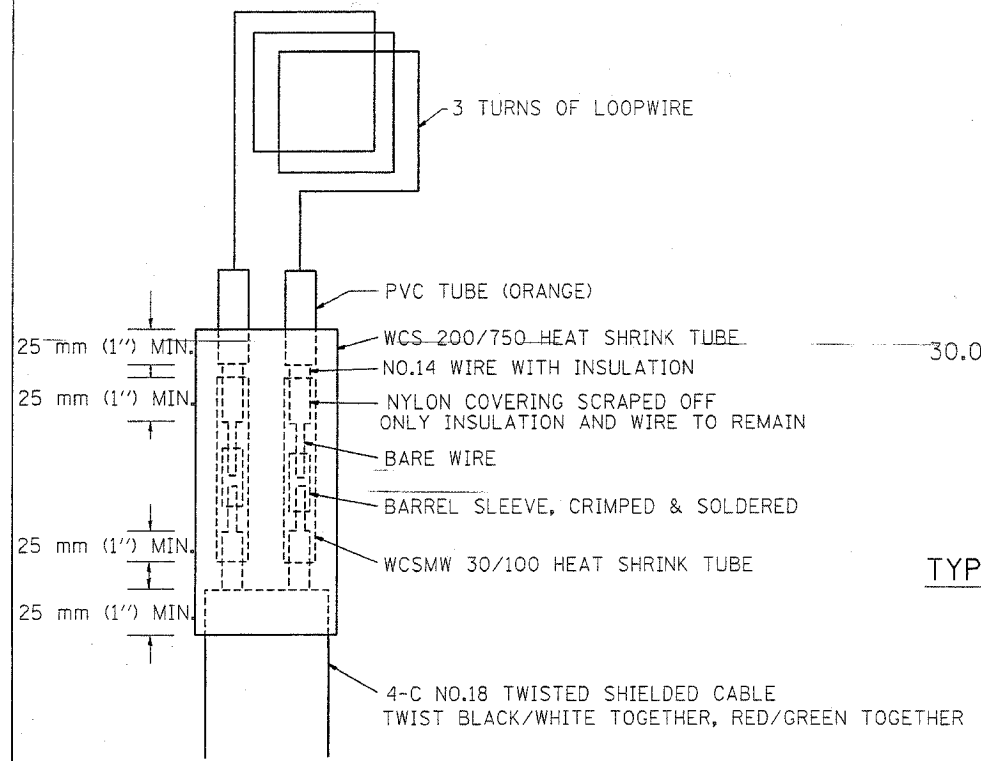 3 TURNS OF LOOPWIRE
PVC TUBE (ORANGE)
WCS 200/750 HEAT SHRINK TUBE
25 mm (1'') MIN.
30.0
NO.14 WIRE WITH INSULATION
25 mm (1'') MIN.
NYLON COVERING SCRAPED OFF
ONLY INSULATION AND WIRE TO REMAIN
BARE WIRE
BARREL SLEEVE, CRIMPED & SOLDERED
25 mm (1'') MIN.
WCSMW 30/100 HEAT SHRINK TUBE
TYP
25 mm (1'') MIN.
4-C NO.18 TWISTED SHIELDED CABLE
TWIST BLACK/WHITE TOGETHER, RED/GREEN TOGETHER